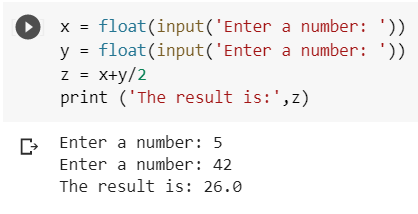 x = float(input('Enter a number: '))
y = float(input('Enter a number: '))
z = x+y/2
print ('The result is:',z)
Enter a number: 5
Enter a number: 42
The result is: 26.0